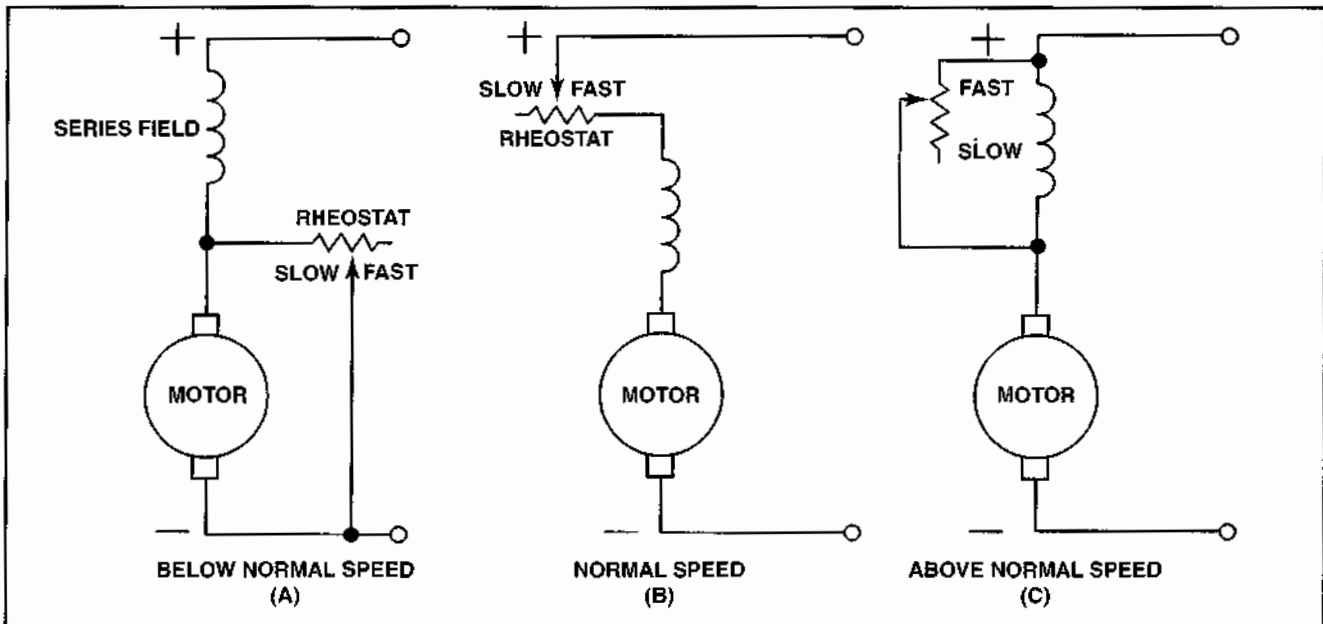 +
SERIES FIELD
RHEOSTAT
SLOW FAST
MOTOR
−
BELOW NORMAL SPEED
(A)
+
SLOW FAST
RHEOSTAT
MOTOR
−
NORMAL SPEED
(B)
+
FAST
SLOW
MOTOR
−
ABOVE NORMAL SPEED
(C)